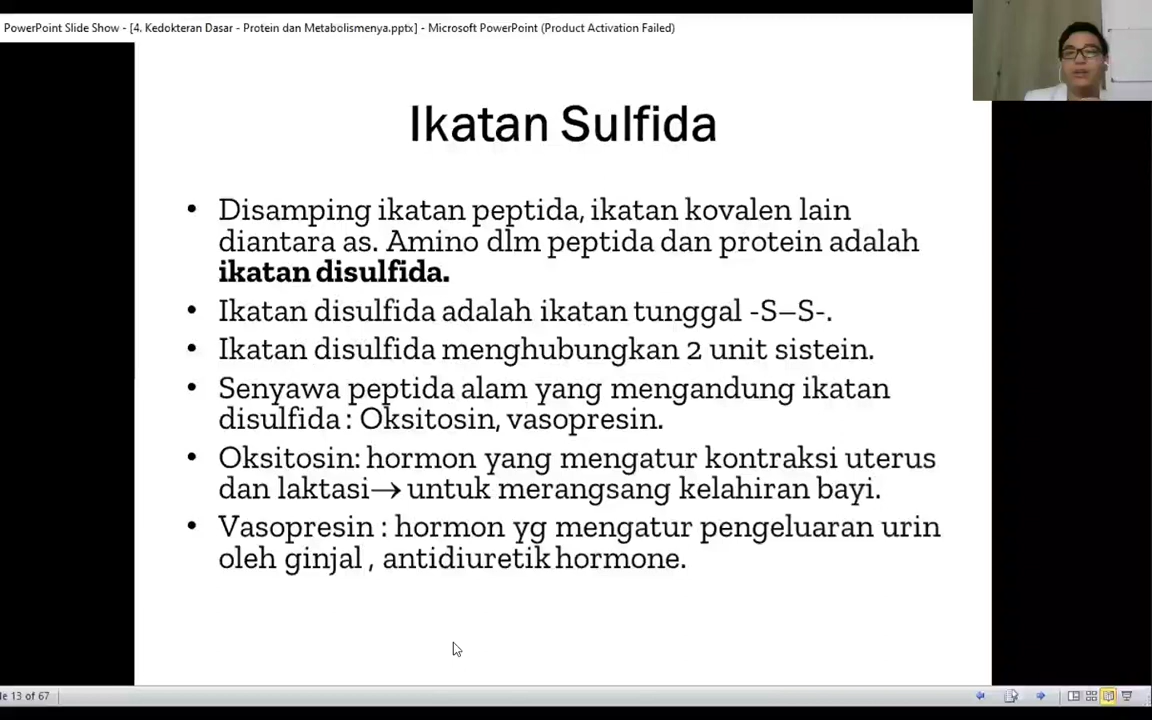 PowerPoint Slide Show - [4. Kedokteran Dasar - Protein dan Metabolismenya.pptx] - Microsoft PowerPoint (Product Activation Failed)
Ikatan Sulfida
• Disamping ikatan peptida, ikatan kovalen lain
diantara as. Amino dlm peptida dan protein adalah
ikatan disulfida.
• Ikatan disulfida adalah ikatan tunggal -S–S-.
• Ikatan disulfida menghubungkan 2 unit sistein.
• Senyawa peptida alam yang mengandung ikatan
disulfida : Oksitosin, vasopresin.
• Oksitosin: hormon yang mengatur kontraksi uterus
dan laktasi→ untuk merangsang kelahiran bayi.
• Vasopresin : hormon yg mengatur pengeluaran urin
oleh ginjal , antidiuretik hormone.
le 13 of 67